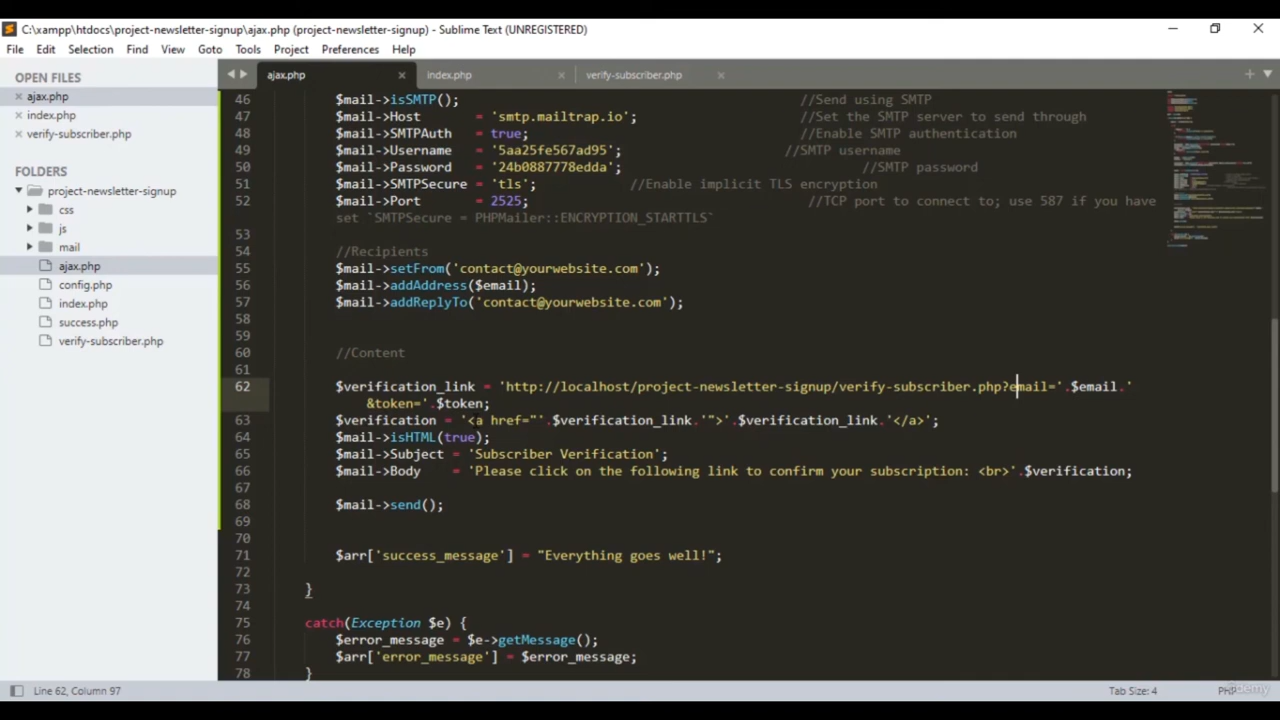 C:\xampp\htdocs\project-newsletter-signup\ajax.php (project-newsletter-signup) - Sublime Text (UNREGISTERED)
File Edit Selection Find View Goto Tools Project Preferences Help
OPEN FILES
ajax.php
index.php
verify-subscriber.php
FOLDERS
project-newsletter-signup
css
js
mail
ajax.php
config.php
index.php
success.php
verify-subscriber.php
ajax.php index.php verify-subscriber.php
46 $mail->isSMTP(); //Send using SMTP
47 $mail->Host = 'smtp.mailtrap.io'; //Set the SMTP server to send through
48 $mail->SMTPAuth = true; //Enable SMTP authentication
49 $mail->Username = '5aa25fe567ad95'; //SMTP username
50 $mail->Password = '24b0887778edda'; //SMTP password
51 $mail->SMTPSecure = 'tls'; //Enable implicit TLS encryption
52 $mail->Port = 2525; //TCP port to connect to; use 587 if you have
set `SMTPSecure = PHPMailer::ENCRYPTION_STARTTLS`
53
54 //Recipients
55 $mail->setFrom('contact@yourwebsite.com');
56 $mail->addAddress($email);
57 $mail->addReplyTo('contact@yourwebsite.com');
58
59
60 //Content
61
62 $verification_link = 'http://localhost/project-newsletter-signup/verify-subscriber.php?email='.$email.'
&token='.$token;
63 $verification = '<a href="'.$verification_link.'">'.$verification_link.'</a>';
64 $mail->isHTML(true);
65 $mail->Subject = 'Subscriber Verification';
66 $mail->Body = 'Please click on the following link to confirm your subscription: <br>'.$verification;
67
68 $mail->send();
69
70
71 $arr['success_message'] = "Everything goes well!";
72
73 }
74
75 catch(Exception $e) {
76 $error_message = $e->getMessage();
77 $arr['error_message'] = $error_message;
78 }
Line 62, Column 97
Tab Size: 4
PHP